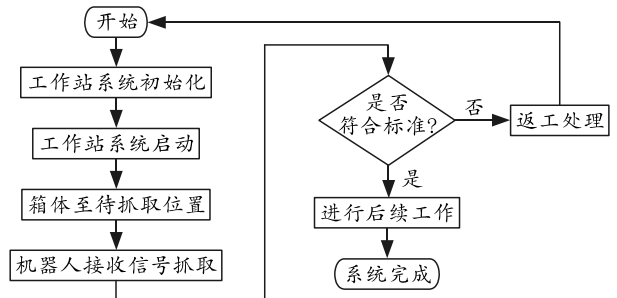 开始
工作站系统初始化
工作站系统启动
箱体至待抓取位置
机器人接收信号抓取
是否
符合标准?
否
返工处理
是
进行后续工作
系统完成